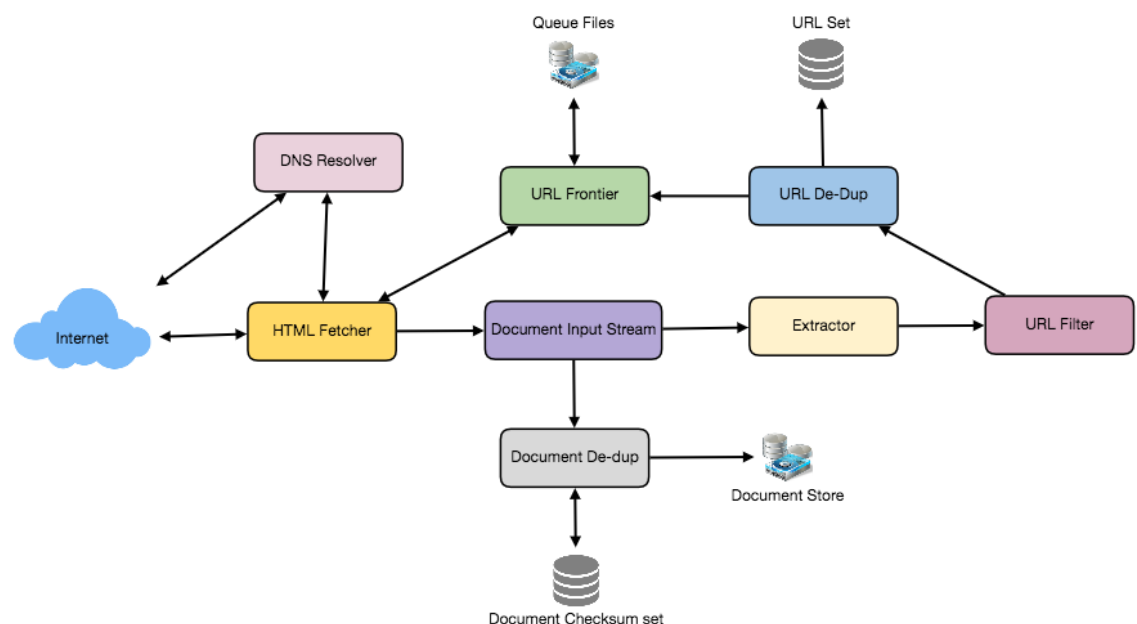 Queue Files
URL Set
DNS Resolver
URL Frontier
URL De-Dup
Internet
HTML Fetcher
Document Input Stream
Extractor
URL Filter
Document De-dup
Document Store
Document Checksum set